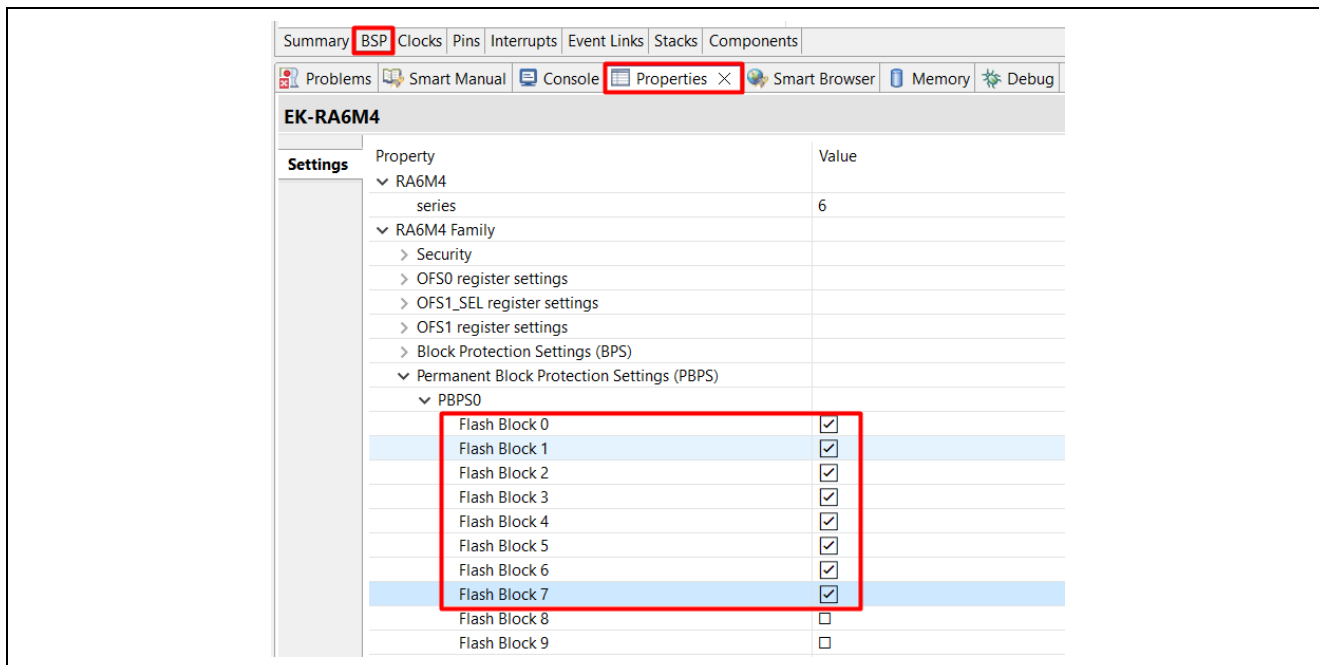 Summary BSP Clocks Pins Interrupts Event Links Stacks Components
Problems Smart Manual Console Properties Smart Browser Memory Debug
EK-RA6M4
Settings Property Value
RA6M4
series 6
RA6M4 Family
Security
OFS0 register settings
OFS1_SEL register settings
OFS1 register settings
Block Protection Settings (BPS)
Permanent Block Protection Settings (PBPS)
PBPS0
Flash Block 0
Flash Block 1
Flash Block 2
Flash Block 3
Flash Block 4
Flash Block 5
Flash Block 6
Flash Block 7
Flash Block 8
Flash Block 9